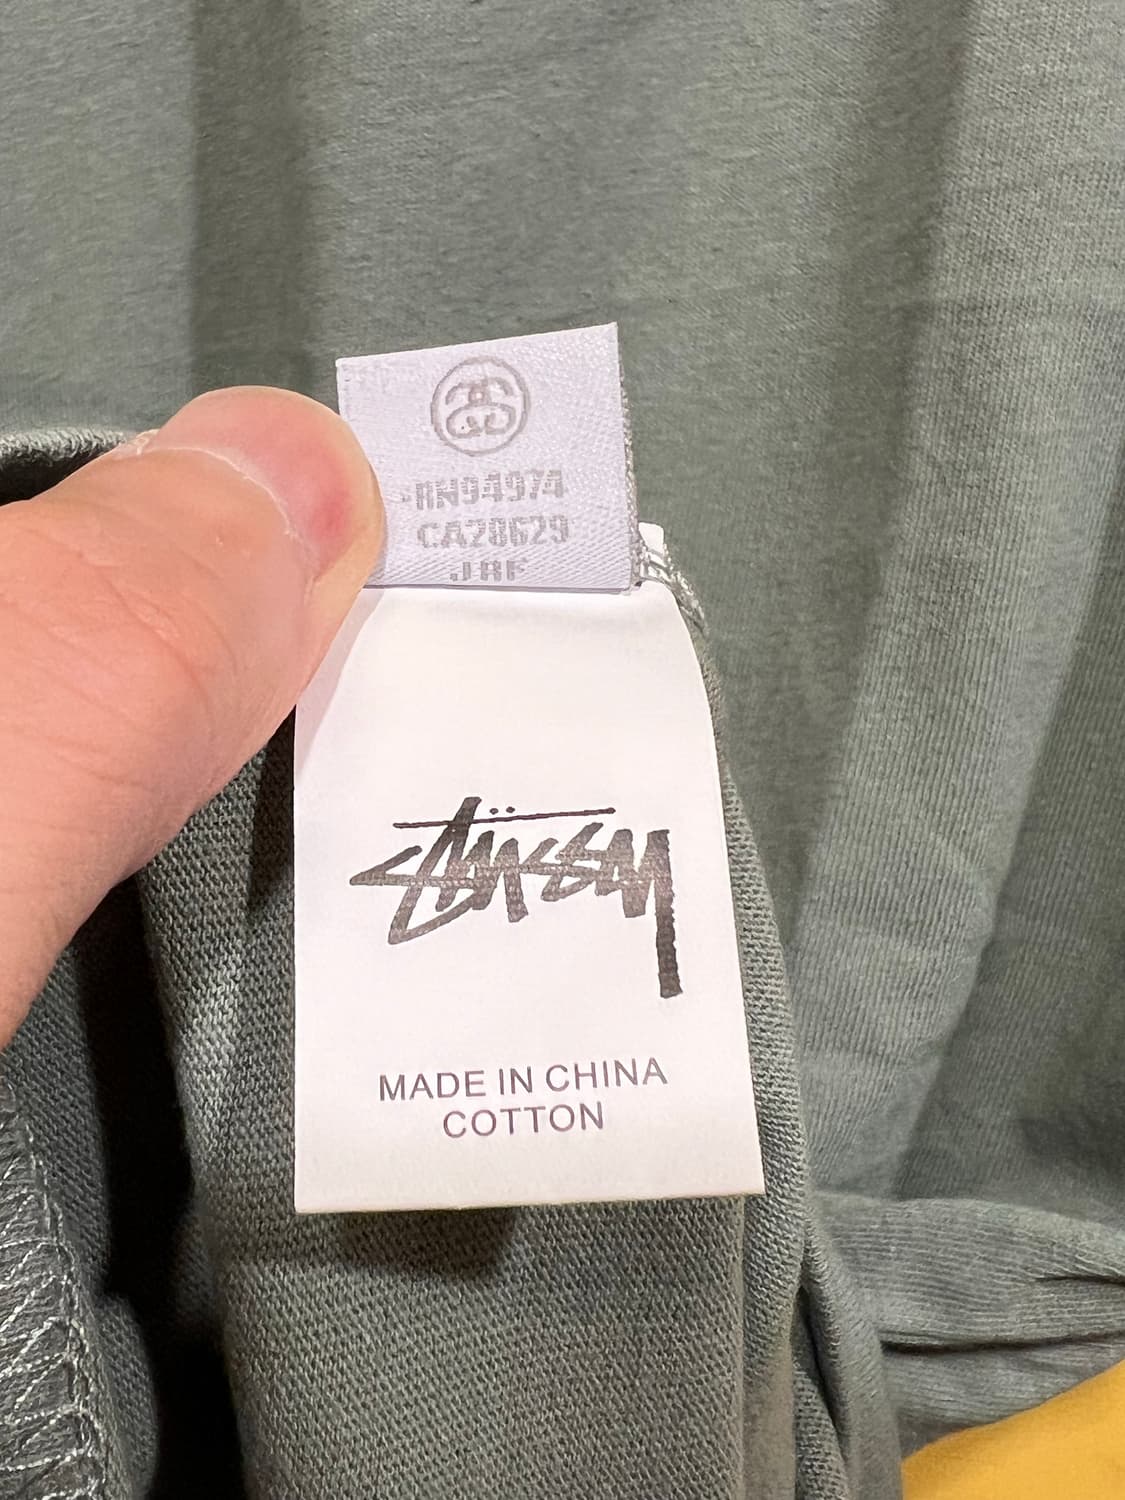 RN94974
CA28629
JRF
Stüssy
MADE IN CHINA
COTTON